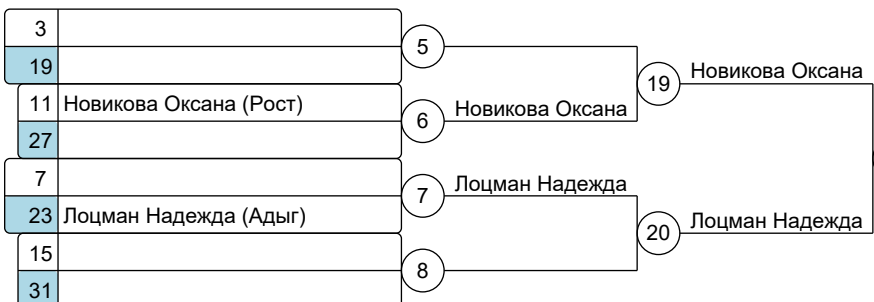 3
5
19
19 Новикова Оксана
11 Новикова Оксана (Рост)
6 Новикова Оксана
27
7
7 Лоцман Надежда
23 Лоцман Надежда (Адыг)
20 Лоцман Надежда
15
8
31